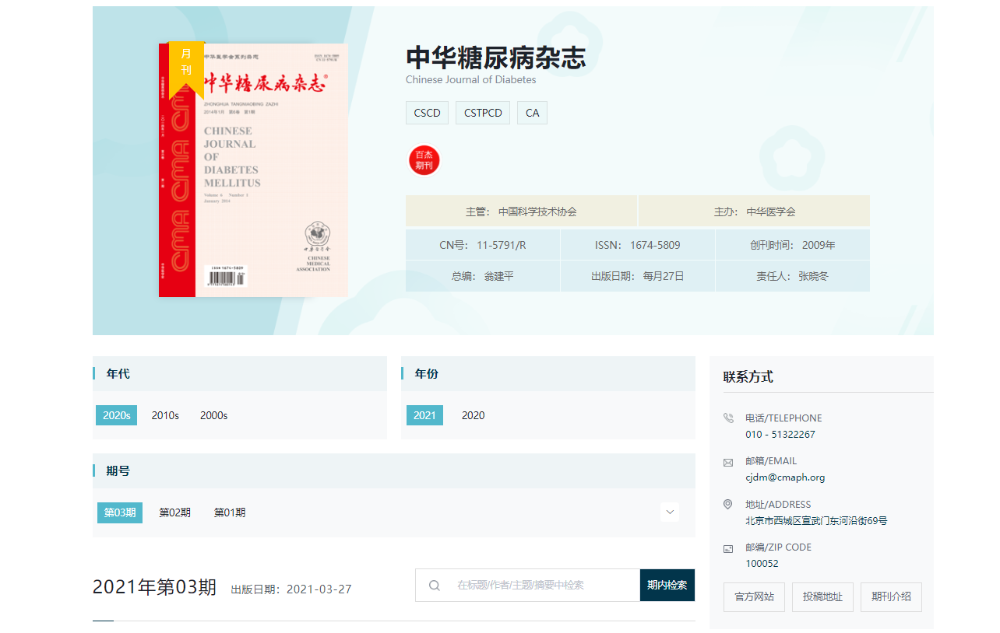 月
刊
中华医学会系列杂志
中华糖尿病杂志
ZHONGHUA TANGNIAOBING ZAZHI
2014年1月 第6卷 第1期
CHINESE
JOURNAL
OF
DIABETES
MELLITUS
Volume 6 Number 1
January 2014
CMA CMA CMA
CHINESE
MEDICAL
ASSOCIATION
ISSN 1674-5809
中华糖尿病杂志
Chinese Journal of Diabetes
CSCD CSTPCD CA
百杰
期刊
主管： 中国科学技术协会 主办： 中华医学会
CN号： 11-5791/R ISSN： 1674-5809 创刊时间： 2009年
总编： 翁建平 出版日期： 每月27日 责任人： 张晓冬
年代 年份
2020s 2010s 2000s 2021 2020
期号
第03期 第02期 第01期
2021年第03期 出版日期：2021-03-27 在标题/作者/主题/摘要中检索 期内检索
联系方式
电话/TELEPHONE
010 - 51322267
邮箱/EMAIL
cjdm@cmaph.org
地址/ADDRESS
北京市西城区宣武门东河沿街69号
邮编/ZIP CODE
100052
官方网站 投稿地址 期刊介绍